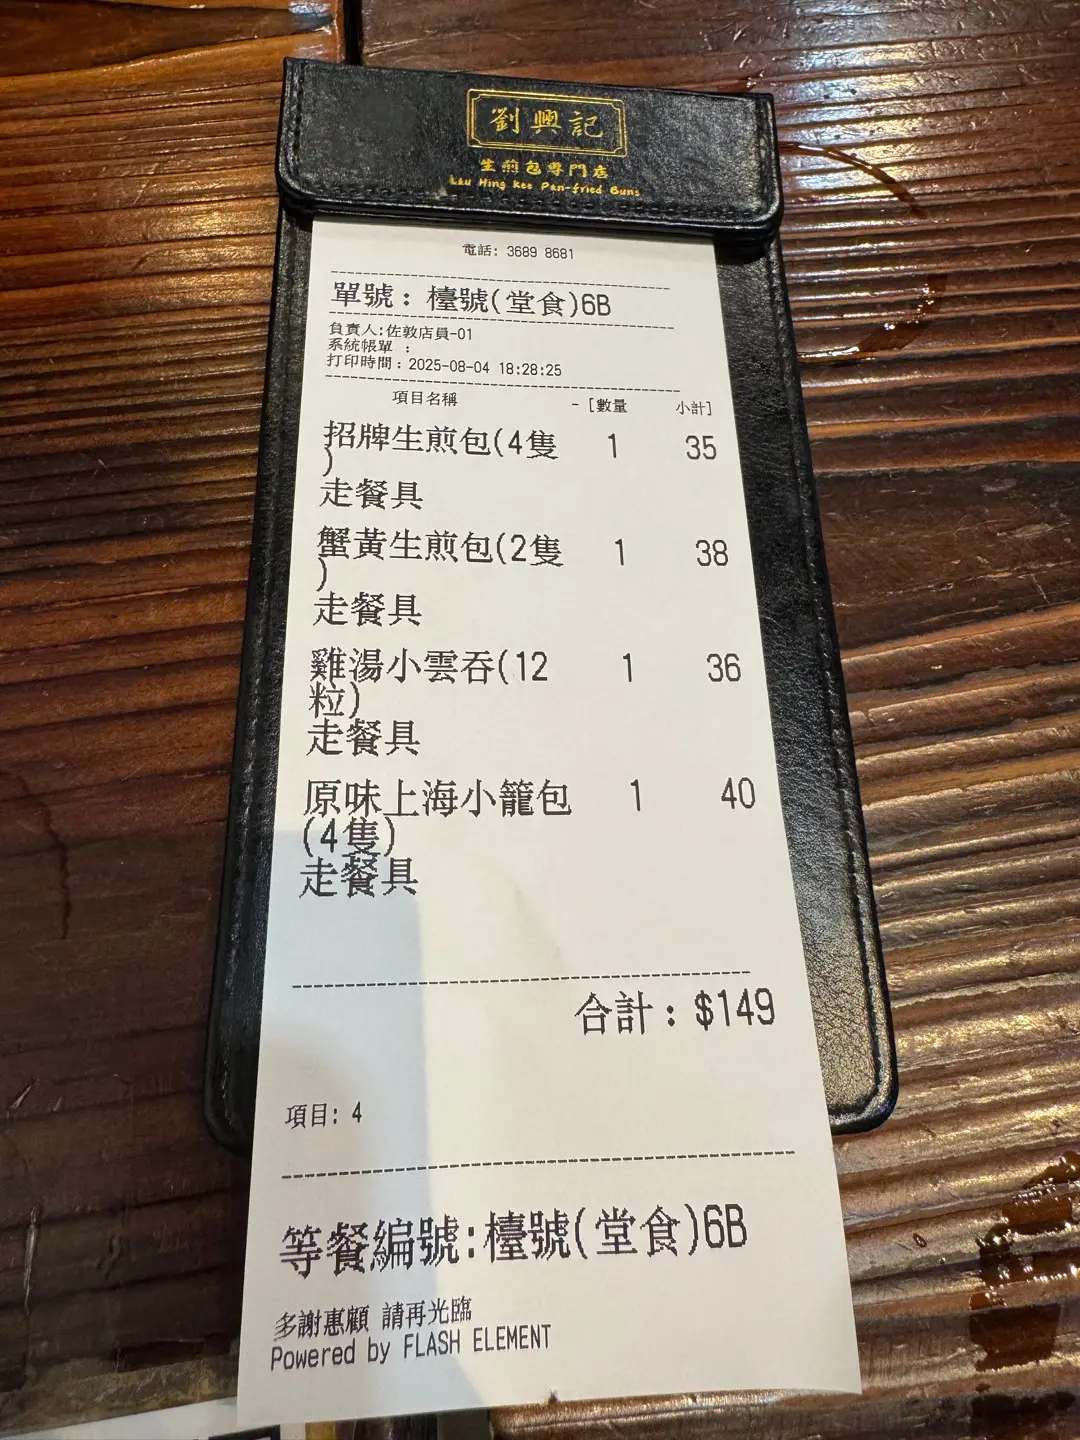 劉興記
生煎包專門店
Lau Hing Kee Pan-fried Buns
電話: 3689 8681
單號: 檯號(堂食)6B
負責人:佐敦店員-01
系統帳單 :
打印時間:2025-08-04 18:28:25
項目名稱 - [數量 小計]
招牌生煎包(4隻 1 35
)
走餐具
蟹黃生煎包(2隻 1 38
)
走餐具
雞湯小雲吞(12 1 36
粒)
走餐具
原味上海小籠包 1 40
(4隻)
走餐具
合計:$149
項目: 4
等餐編號:檯號(堂食)6B
多謝惠顧 請再光臨
Powered by FLASH ELEMENT